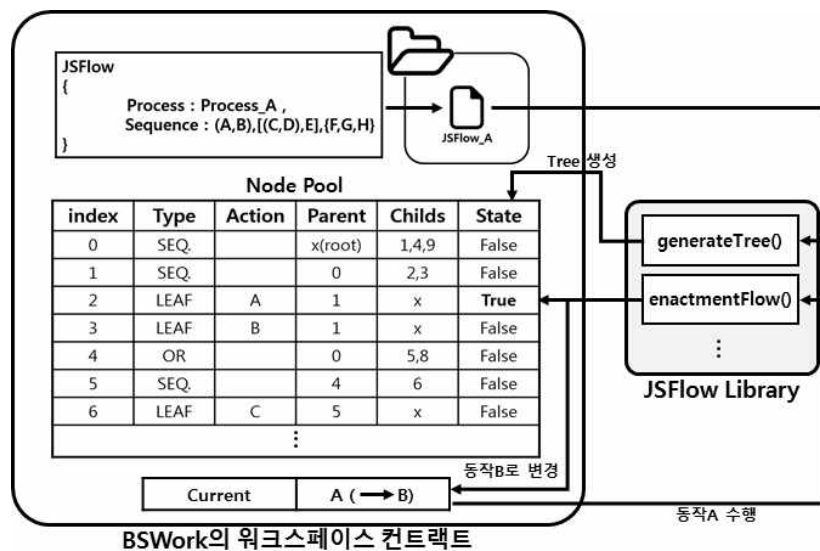 JSFlow
{
Process : Process_A ,
Sequence : (A,B),[(C,D),E],{F,G,H}
}
JSFlow_A
Tree 생성
Node Pool
index Type Action Parent Childs State
0 SEQ. x(root) 1,4,9 False
1 SEQ. 0 2,3 False
2 LEAF A 1 x True
3 LEAF B 1 x False
4 OR 0 5,8 False
5 SEQ. 4 6 False
6 LEAF C 5 x False
⋮
generateTree()
enactmentFlow()
⋮
JSFlow Library
동작B로 변경
Current A ( → B)
동작A 수행
BSWork의 워크스페이스 컨트랙트